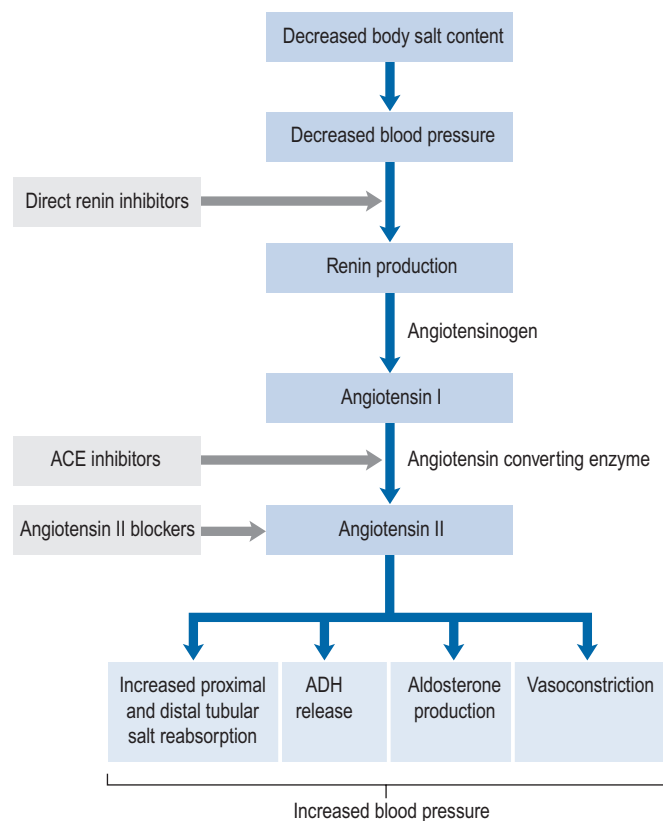 Decreased body salt content
Decreased blood pressure
Direct renin inhibitors
Renin production
Angiotensinogen
Angiotensin I
ACE inhibitors
Angiotensin converting enzyme
Angiotensin II blockers
Angiotensin II
Increased proximal
and distal tubular
salt reabsorption
ADH
release
Aldosterone
production
Vasoconstriction
Increased blood pressure